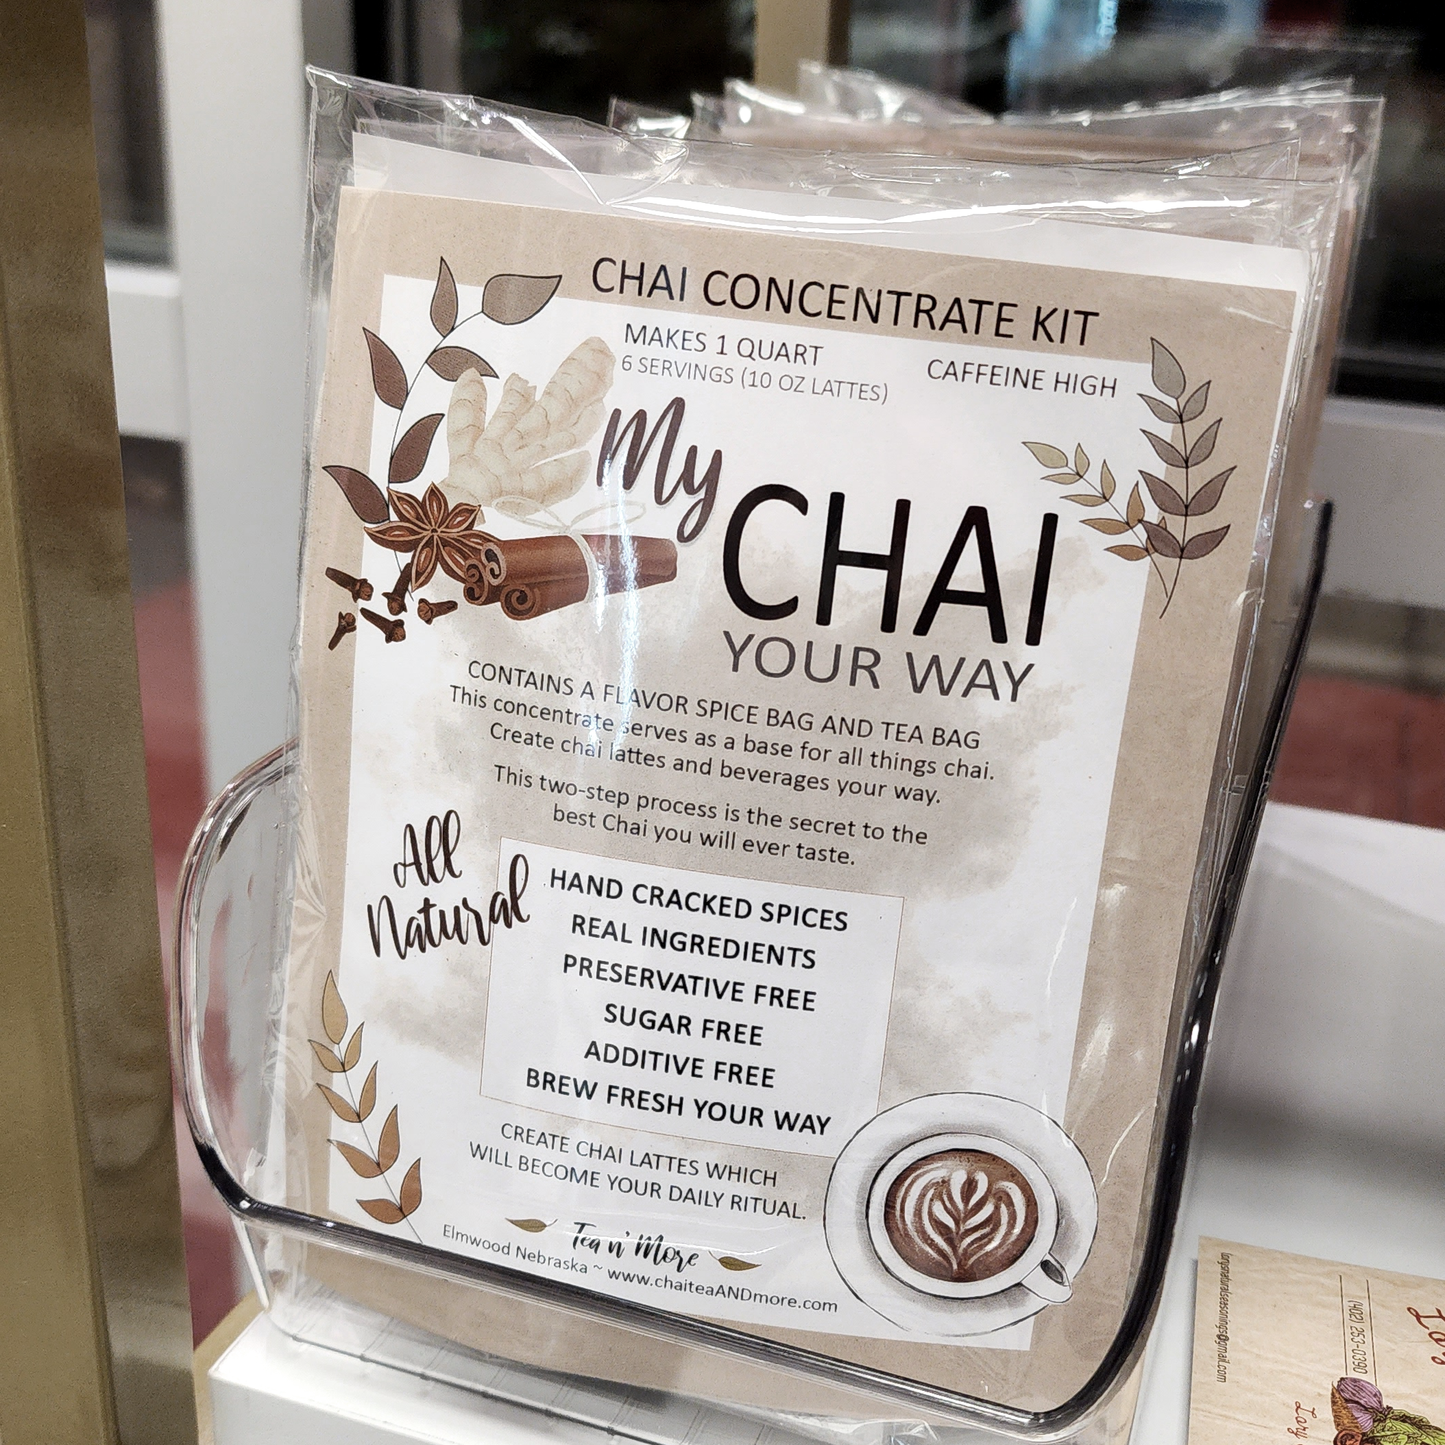 CHAI CONCENTRATE KIT
MAKES 1 QUART
6 SERVINGS (10 OZ LATTES)
CAFFEINE HIGH
My
CHAI
YOUR WAY
CONTAINS A FLAVOR SPICE BAG AND TEA BAG
This concentrate serves as a base for all things chai.
Create chai lattes and beverages your way.
This two-step process is the secret to the
best Chai you will ever taste.
All
Natural
HAND CRACKED SPICES
REAL INGREDIENTS
PRESERVATIVE FREE
SUGAR FREE
ADDITIVE FREE
BREW FRESH YOUR WAY
CREATE CHAI LATTES WHICH
WILL BECOME YOUR DAILY RITUAL.
Tea n' More
Elmwood Nebraska ~ www.chaiteaANDmore.com
(402) 253-0390